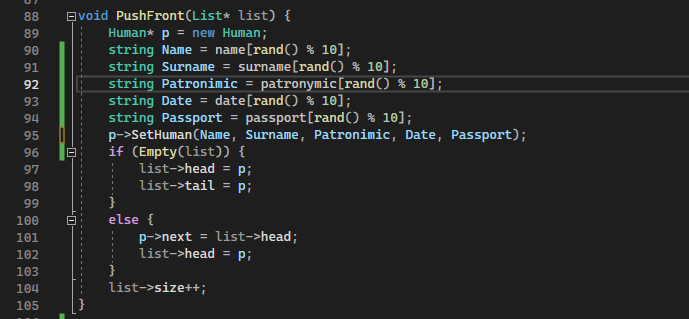 88 void PushFront(List* list) {
89 Human* p = new Human;
90 string Name = name[rand() % 10];
91 string Surname = surname[rand() % 10];
92 string Patronimic = patronymic[rand() % 10];
93 string Date = date[rand() % 10];
94 string Passport = passport[rand() % 10];
95 p->SetHuman(Name, Surname, Patronimic, Date, Passport);
96 if (Empty(list)) {
97 list->head = p;
98 list->tail = p;
99 }
100 else {
101 p->next = list->head;
102 list->head = p;
103 }
104 list->size++;
105 }